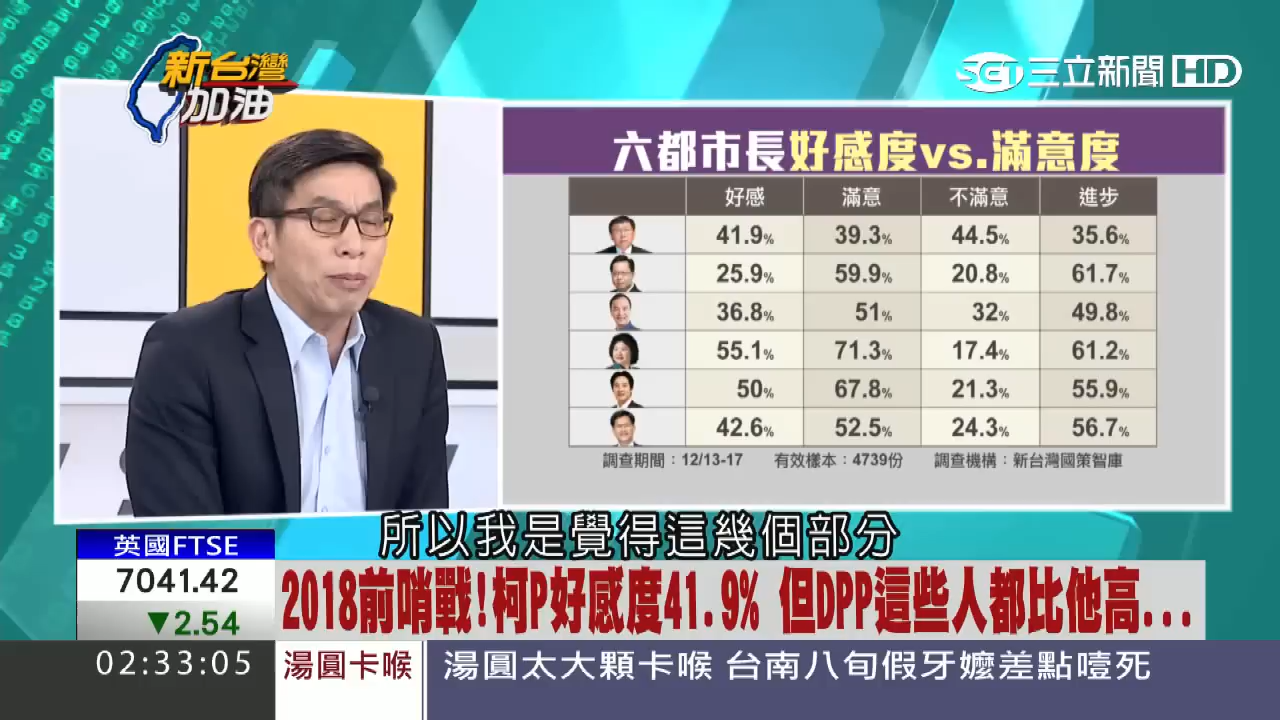 新台灣
加油
SET三立新聞HD
六都市長好感度vs.滿意度
好感 滿意 不滿意 進步
41.9% 39.3% 44.5% 35.6%
25.9% 59.9% 20.8% 61.7%
36.8% 51% 32% 49.8%
55.1% 71.3% 17.4% 61.2%
50% 67.8% 21.3% 55.9%
42.6% 52.5% 24.3% 56.7%
調查期間：12/13-17 有效樣本：4739份 調查機構：新台灣國策智庫
所以我是覺得這幾個部分
英國FTSE
7041.42
▼2.54
2018前哨戰!柯P好感度41.9% 但DPP這些人都比他高...
02:33:05
湯圓卡喉
湯圓太大顆卡喉 台南八旬假牙嬤差點噎死